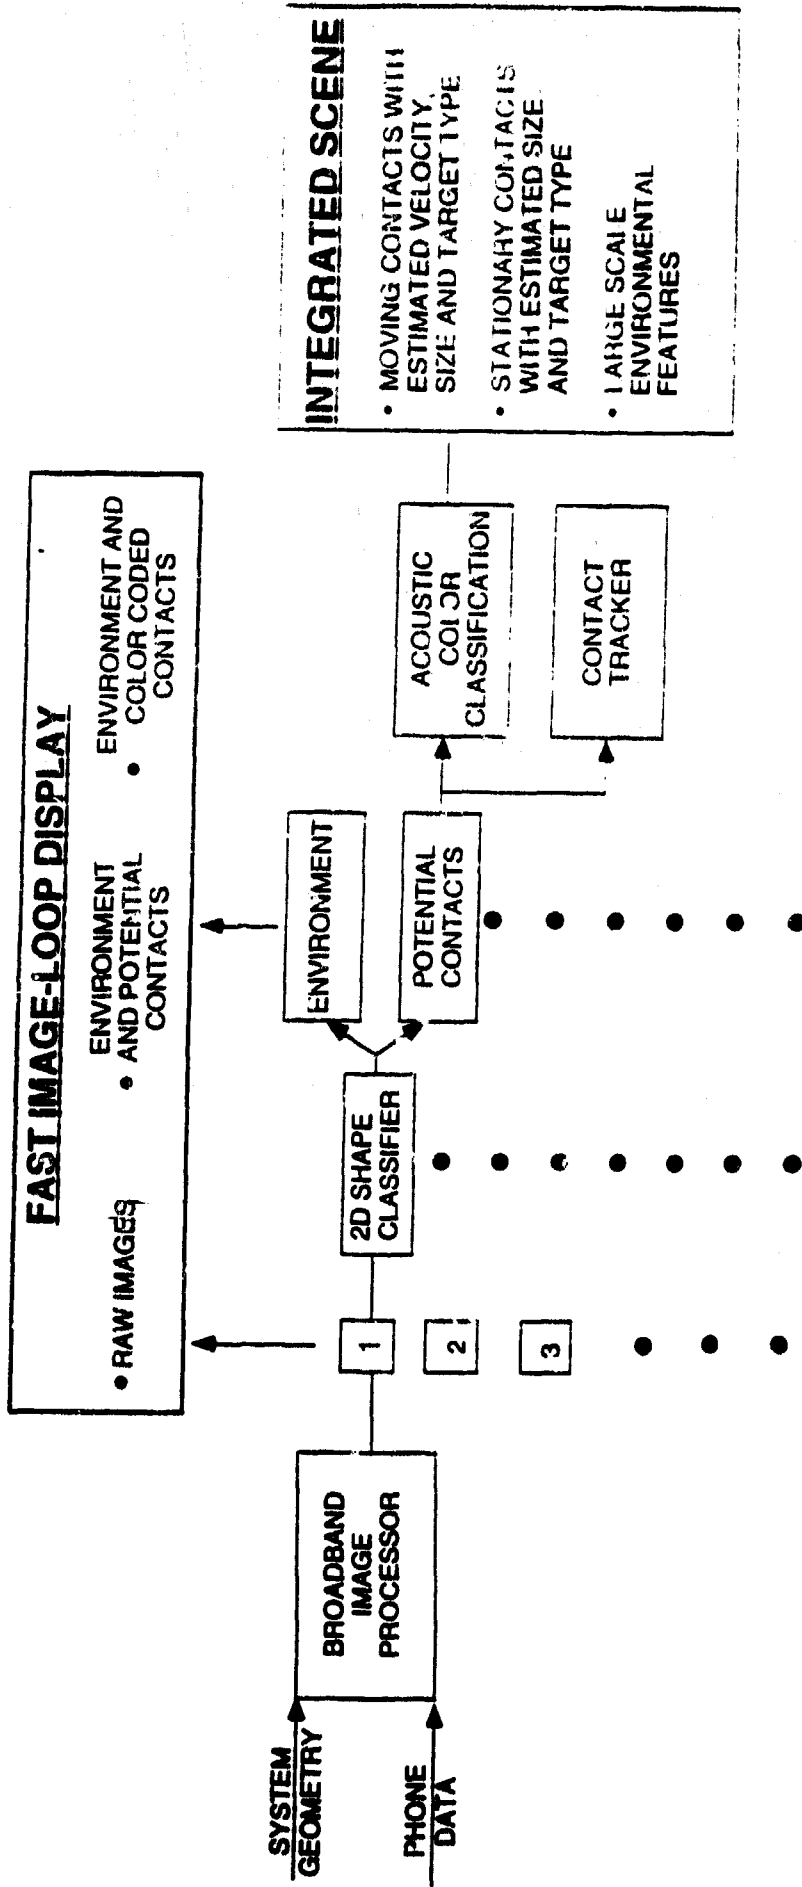 FAST IMAGE-LOOP DISPLAY
• RAW IMAGES
ENVIRONMENT
• AND POTENTIAL
CONTACTS
ENVIRONMENT AND
• COLOR CODED
CONTACTS
SYSTEM
GEOMETRY
PHONE
DATA
BROADBAND
IMAGE
PROCESSOR
1
2
3
2D SHAPE
CLASSIFIER
ENVIRONMENT
POTENTIAL
CONTACTS
ACOUSTIC
COLOR
CLASSIFICATION
CONTACT
TRACKER
INTEGRATED SCENE
• MOVING CONTACTS WITH
ESTIMATED VELOCITY,
SIZE AND TARGET TYPE
• STATIONARY CONTACTS
WITH ESTIMATED SIZE
AND TARGET TYPE
• LARGE SCALE
ENVIRONMENTAL
FEATURES